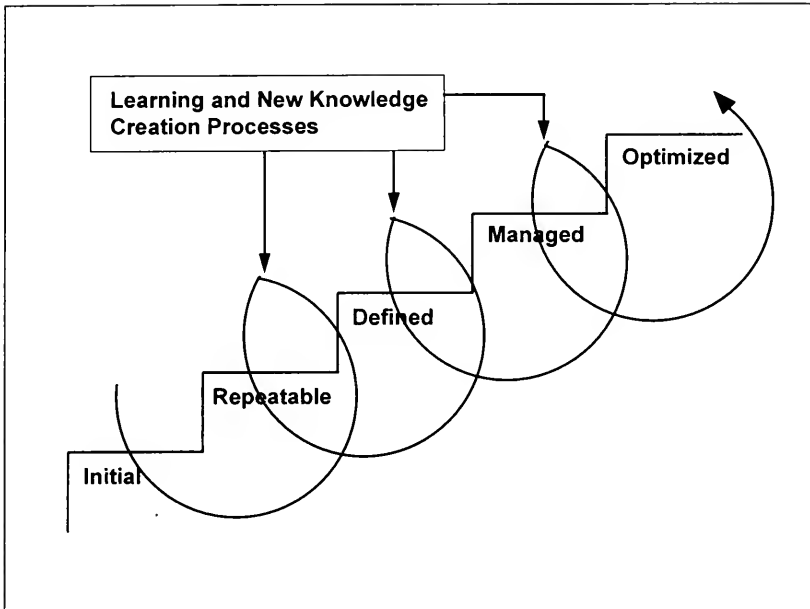 Learning and New Knowledge
Creation Processes
Optimized
Managed
Defined
Repeatable
Initial